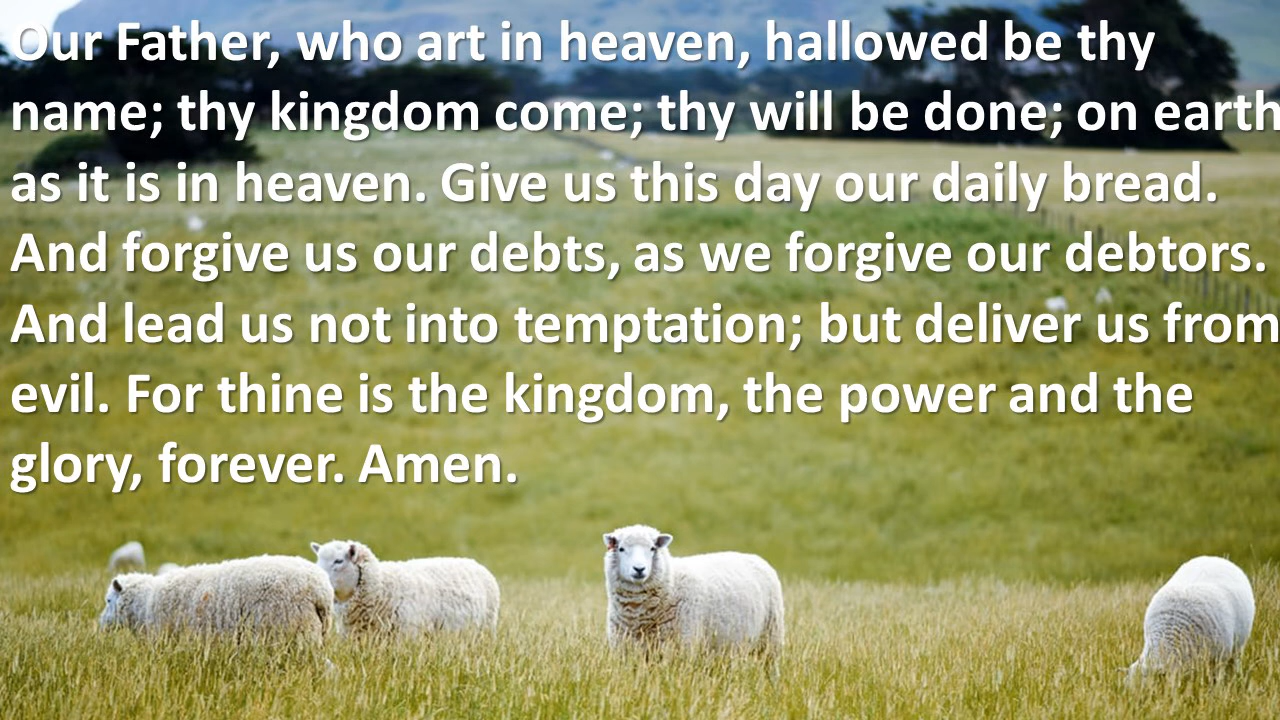 Our Father, who art in heaven, hallowed be thy
name; thy kingdom come; thy will be done; on earth
as it is in heaven. Give us this day our daily bread.
And forgive us our debts, as we forgive our debtors.
And lead us not into temptation; but deliver us from
evil. For thine is the kingdom, the power and the
glory, forever. Amen.